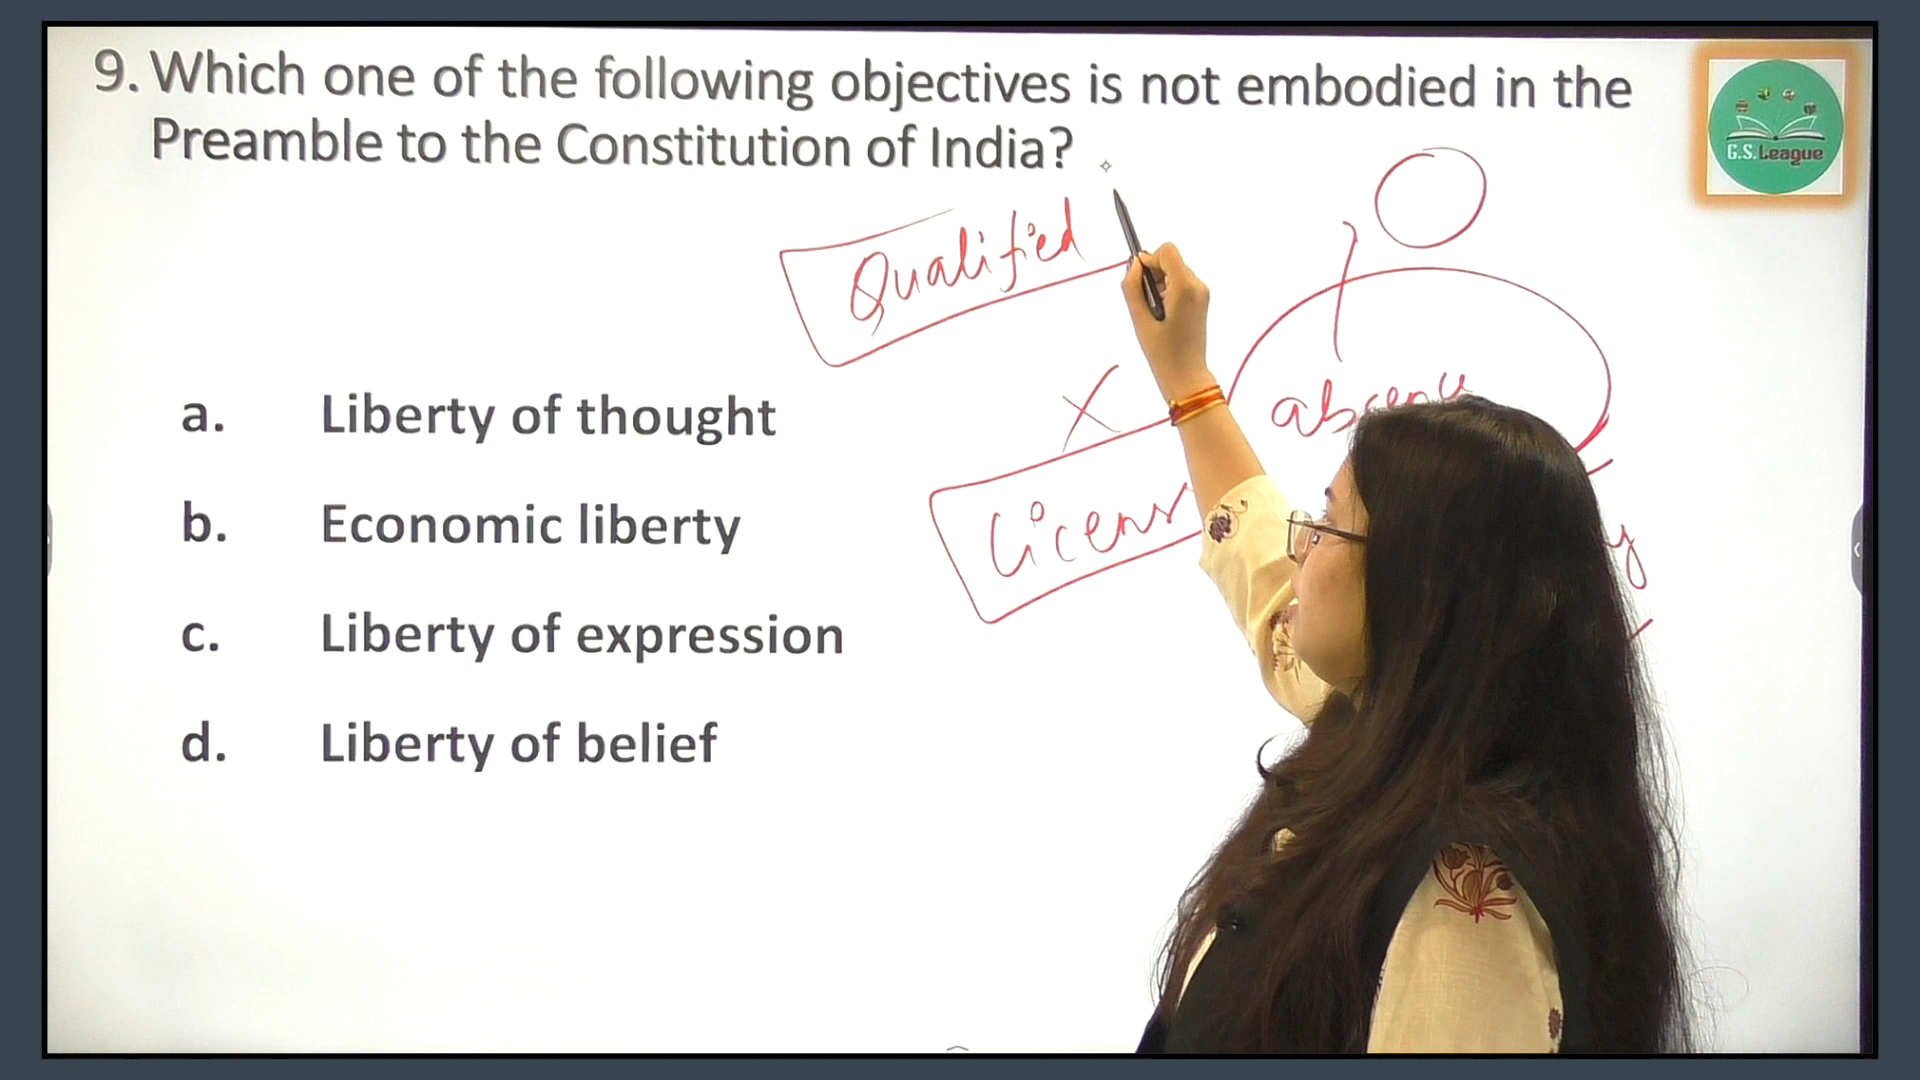 9. Which one of the following objectives is not embodied in the
Preamble to the Constitution of India?
G.S.League
Qualified
a. Liberty of thought
b. Economic liberty
c. Liberty of expression
d. Liberty of belief